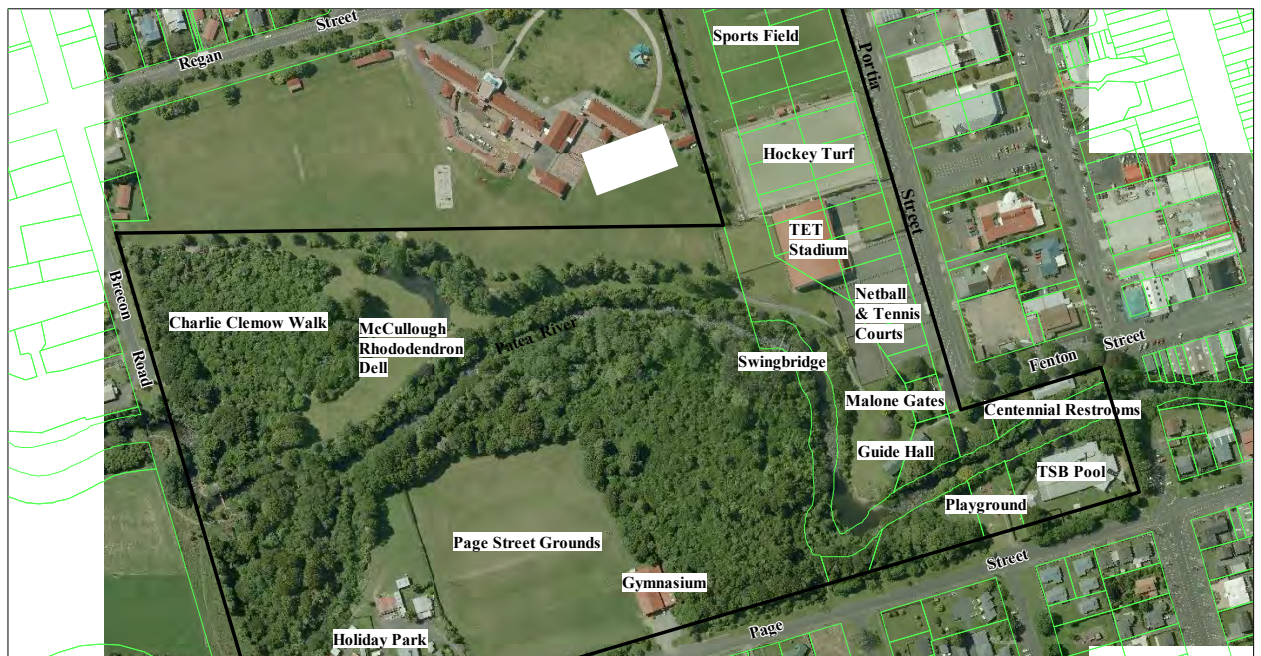 Regan Street
Sports Field
Portia Street
Hockey Turf
TET
Stadium
Brecon Road
Charlie Clemow Walk
McCullough
Rhododendron
Dell
Patea River
Netball
& Tennis
Courts
Swingbridge
Fenton Street
Malone Gates
Centennial Restrooms
Guide Hall
TSB Pool
Playground
Page Street Grounds
Gymnasium
Page Street
Holiday Park